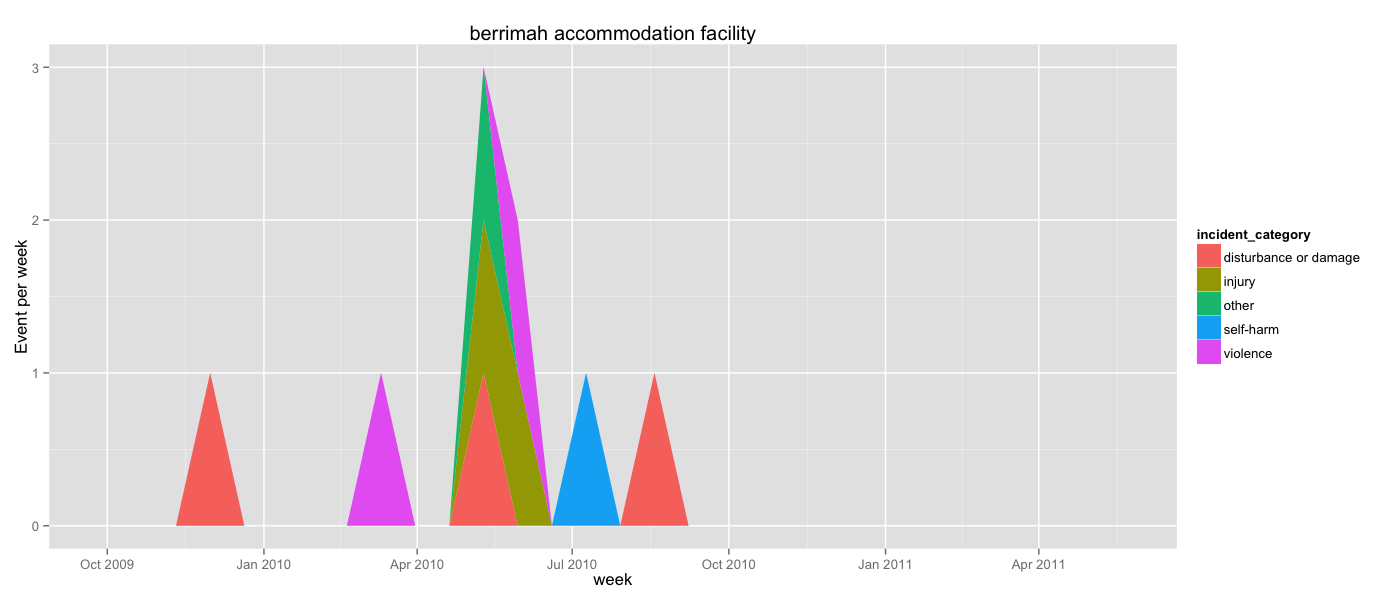 berrimah accommodation facility
Event per week
3
2
1
0
Oct 2009 Jan 2010 Apr 2010 Jul 2010 Oct 2010 Jan 2011 Apr 2011
week
incident_category
disturbance or damage
injury
other
self-harm
violence